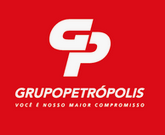 GP
GRUPOPETRÓPOLIS
VOCÊ É NOSSO MAIOR COMPROMISSO